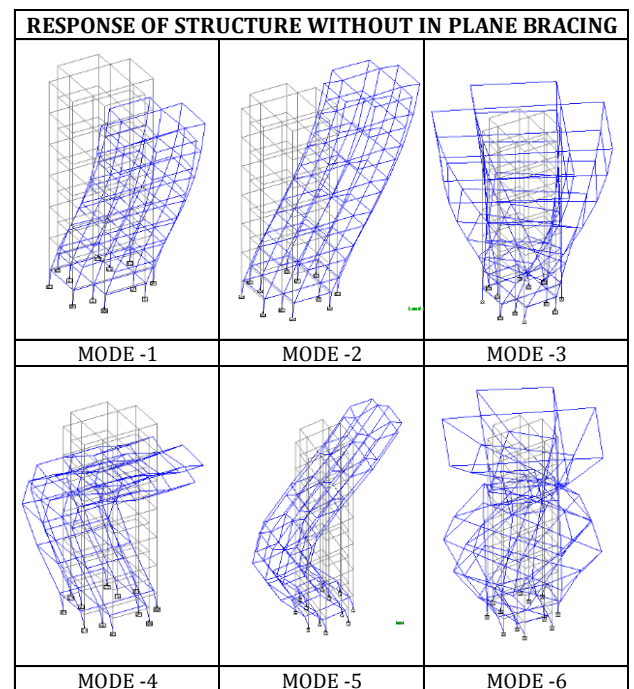 RESPONSE OF STRUCTURE WITHOUT IN PLANE BRACING
MODE -1 MODE -2 MODE -3
MODE -4 MODE -5 MODE -6